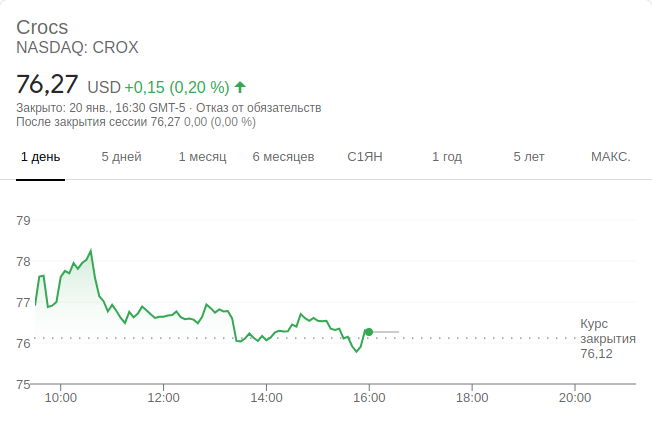 Crocs
NASDAQ: CROX
76,27 USD +0,15 (0,20 %)
Закрыто: 20 янв., 16:30 GMT-5 · Отказ от обязательств
После закрытия сессии 76,27 0,00 (0,00 %)
1 день 5 дней 1 месяц 6 месяцев С1ЯН 1 год 5 лет МАКС.
79
78
77
76
75
Курс
закрытия
76,12
10:00 12:00 14:00 16:00 18:00 20:00